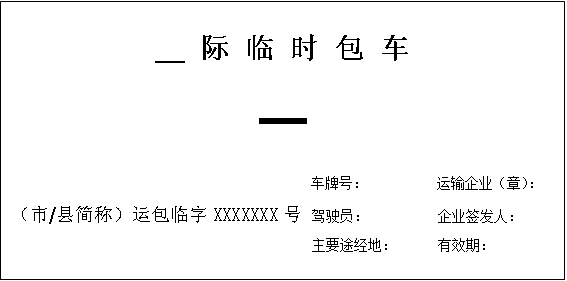 __ 际临时包车
—
车牌号： 运输企业（章）：
（市/县简称）运包临字 XXXXXXX 号 驾驶员： 企业签发人：
主要途经地： 有效期：